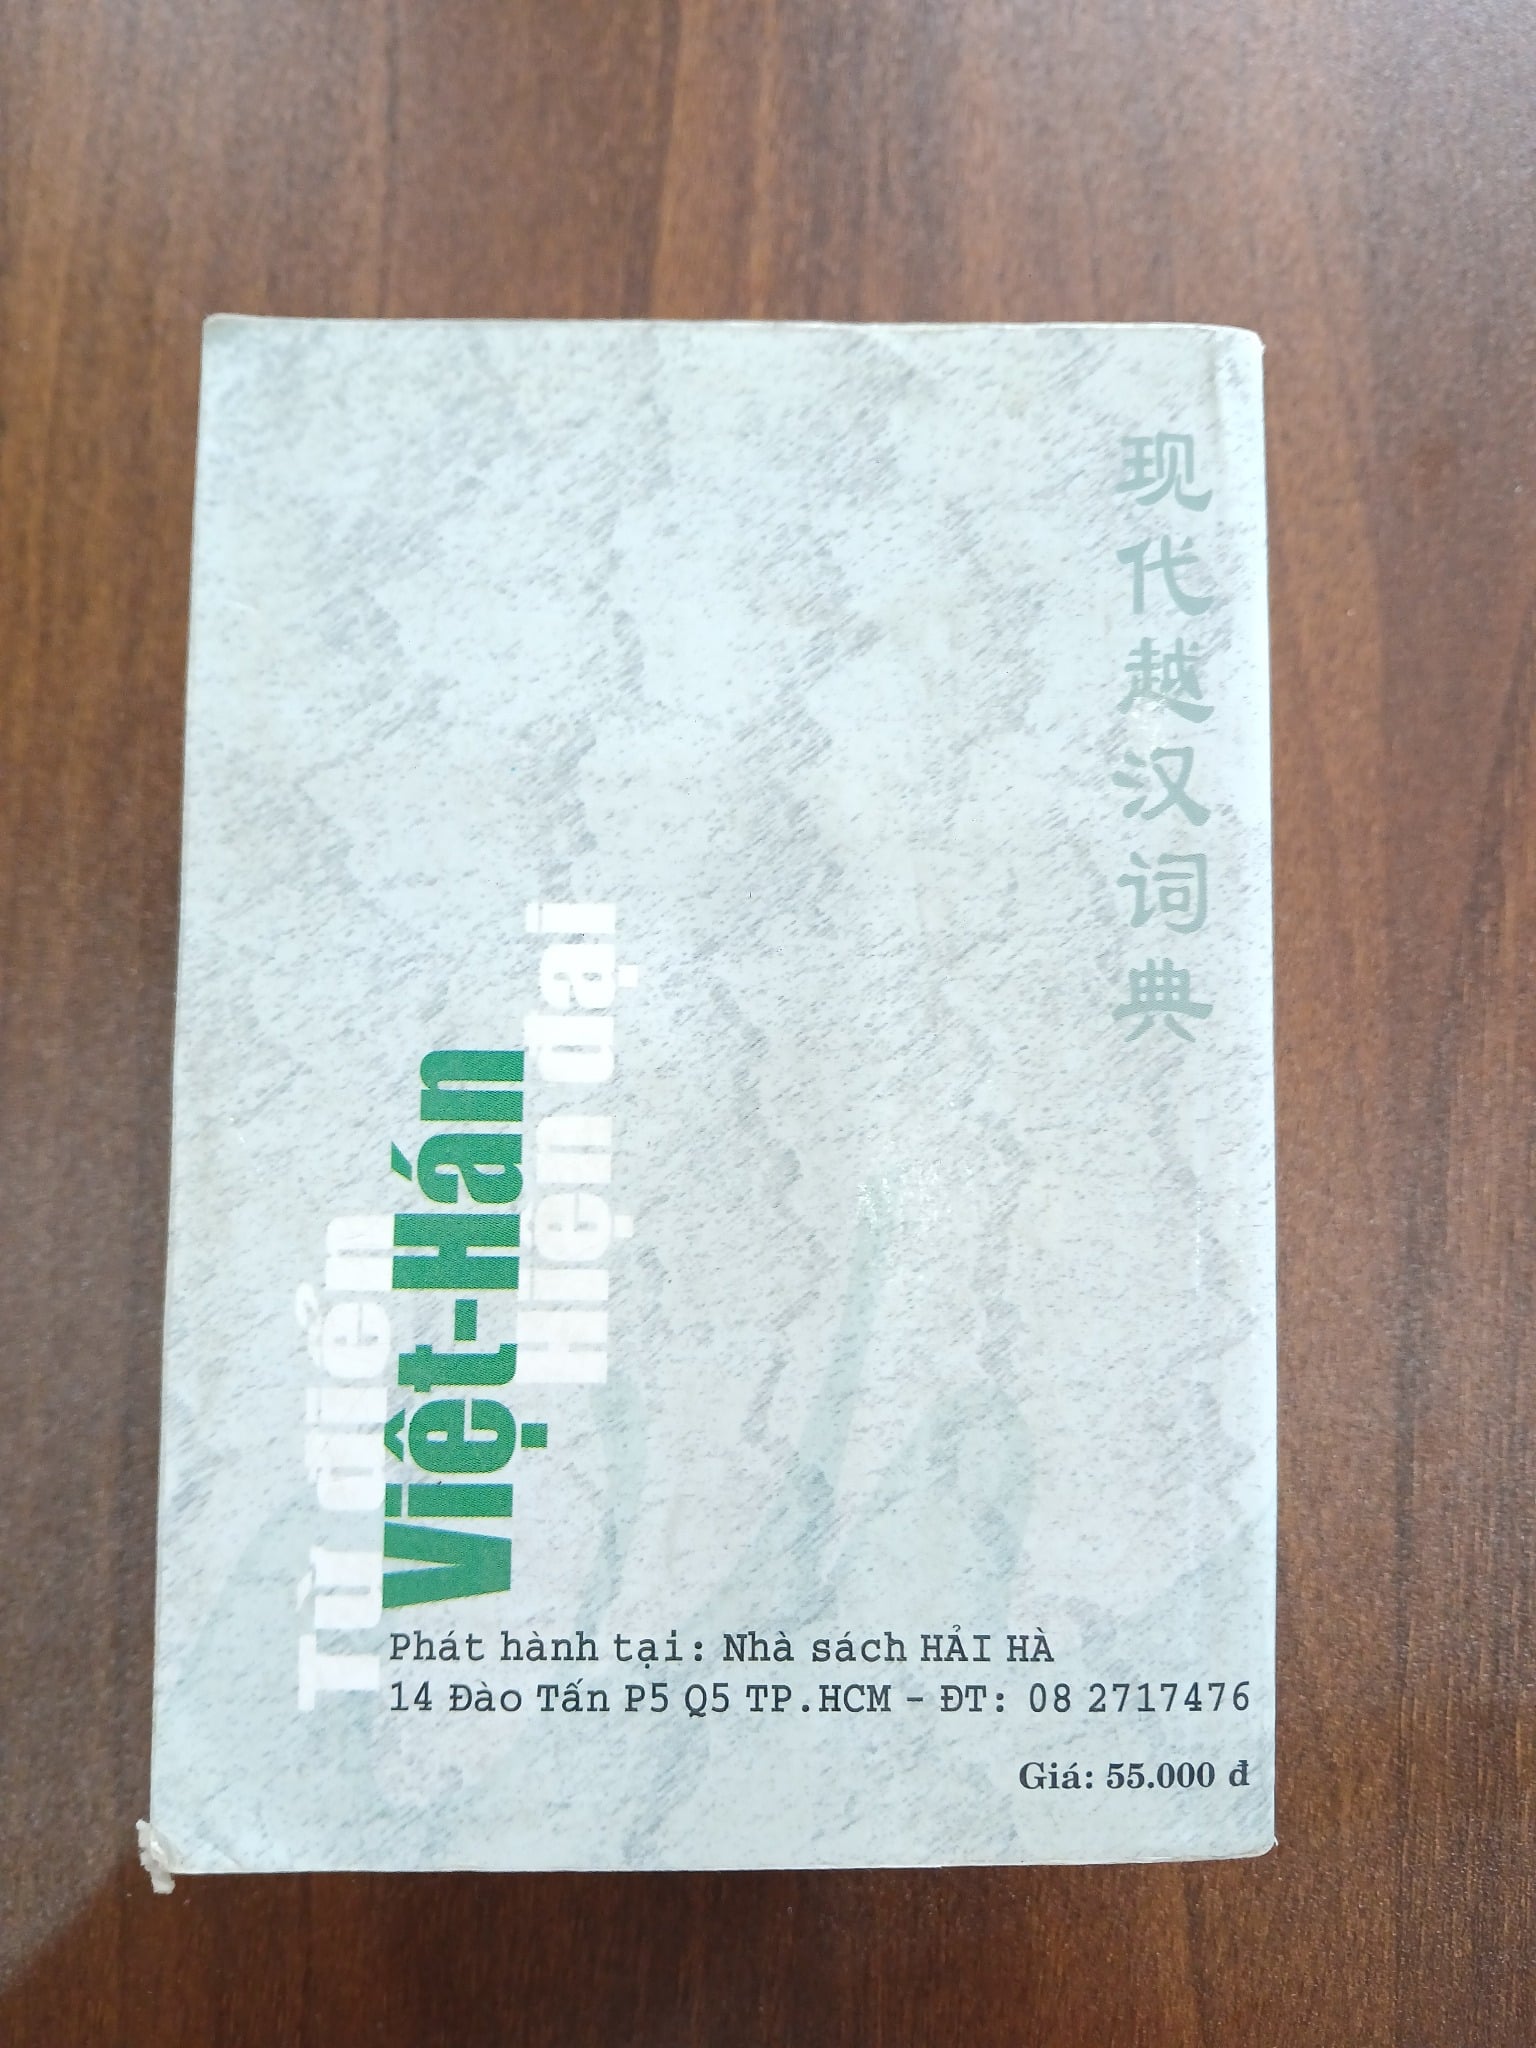 现代越汉词典
Từ điển
Việt-Hán
Hiện đại
Phát hành tại: Nhà sách HẢI HÀ
14 Đào Tấn P5 Q5 TP.HCM - ĐT: 08 2717476
Giá: 55.000 đ